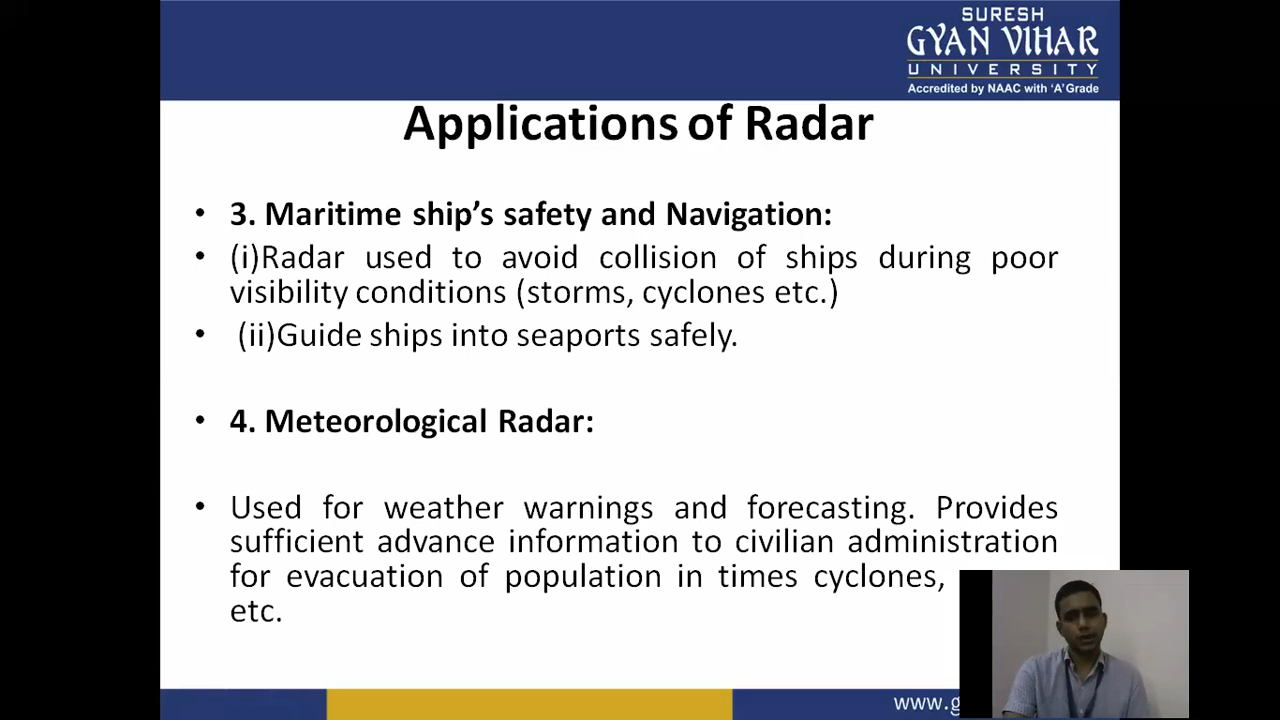 SURESH
GYAN VIHAR
UNIVERSITY
Accredited by NAAC with ‘A’ Grade
Applications of Radar
• 3. Maritime ship’s safety and Navigation:
• (i)Radar used to avoid collision of ships during poor
visibility conditions (storms, cyclones etc.)
• (ii)Guide ships into seaports safely.
• 4. Meteorological Radar:
• Used for weather warnings and forecasting. Provides
sufficient advance information to civilian administration
for evacuation of population in times cyclones,
etc.
www.g